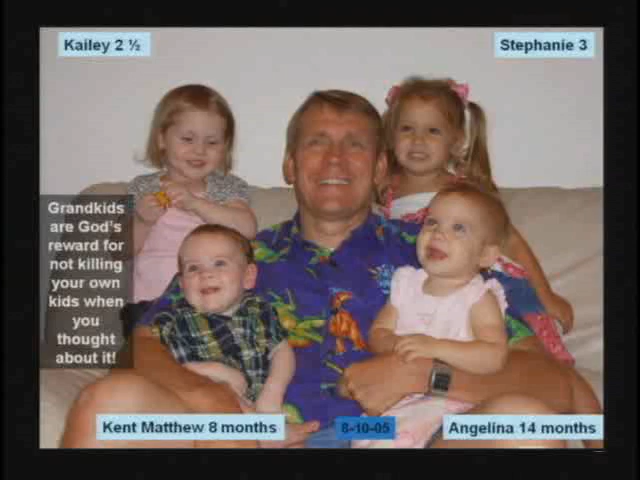 Kailey 2 ½
Stephanie 3
Grandkids
are God's
reward for
not killing
your own
kids when
you
thought
about it!
Kent Matthew 8 months
8-10-05
Angelina 14 months